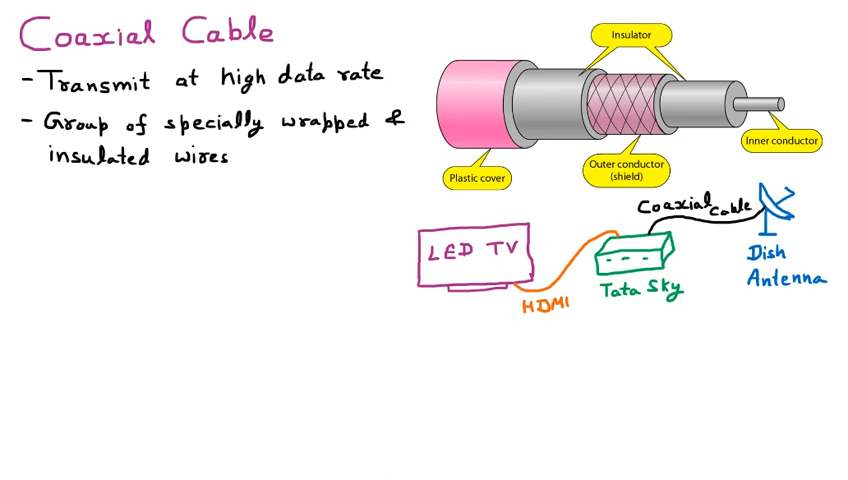 Coaxial Cable
- Transmit at high data rate
- Group of specially wrapped &
insulated wires
Insulator
Inner conductor
Outer conductor
(shield)
Plastic cover
Coaxial Cable
LED TV
HDMI
Tata Sky
Dish
Antenna